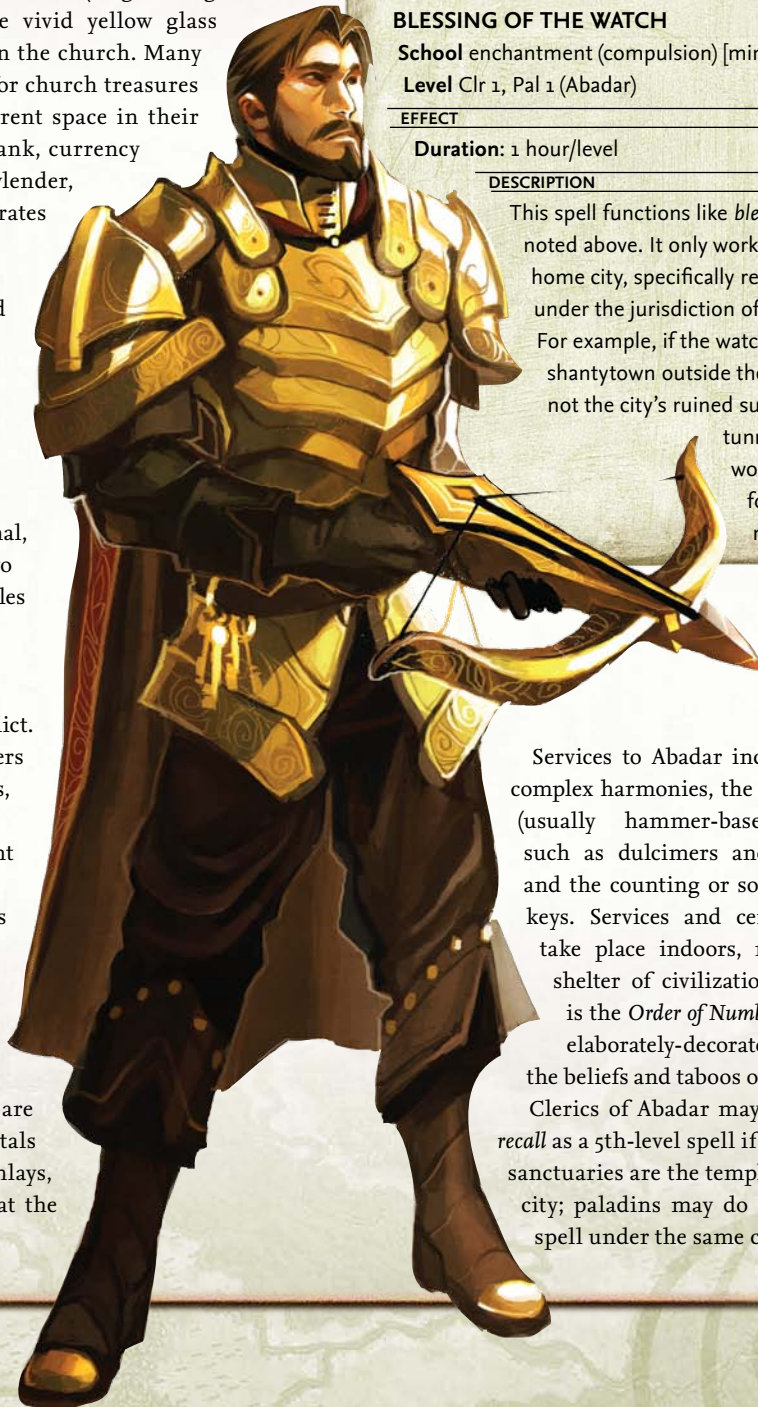 e vivid yellow glass
n the church. Many
or church treasures
rent space in their
ank, currency
lender,
rates
d
al,
o
les
ict.
ers
s,
nt
s
are
tals
nlays,
at the
BLESSING OF THE WATCH
School enchantment (compulsion) [min
Level Clr 1, Pal 1 (Abadar)
EFFECT
Duration: 1 hour/level
DESCRIPTION
This spell functions like ble
noted above. It only work
home city, specifically re
under the jurisdiction of
For example, if the watc
shantytown outside the
not the city's ruined su
tunn
wo
fo
Services to Abadar inc
complex harmonies, the
(usually hammer-base
such as dulcimers and
and the counting or so
keys. Services and cer
take place indoors,
shelter of civilization
is the Order of Numb
elaborately-decorate
the beliefs and taboos o
Clerics of Abadar may
recall as a 5th-level spell if
sanctuaries are the templ
city; paladins may do
spell under the same c